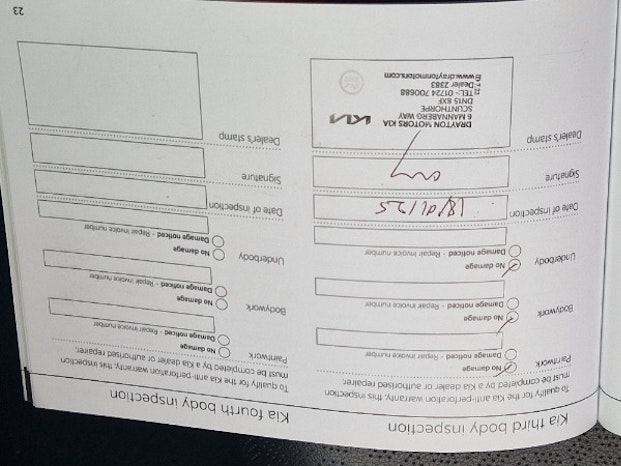 Kia third body inspection
To qualify for the Kia anti-perforation warranty, this inspection
must be completed by a Kia dealer or authorised repairer.
Paintwork
No damage
Damage noticed - Repair invoice number
Bodywork
No damage
Damage noticed - Repair invoice number
Underbody
No damage
Damage noticed - Repair invoice number
Date of inspection
18/01/25
Signature
Dealer's stamp
DRAYTON MOTORS KIA
6 MANNABERG WAY
SCUNTHORPE
DN15 8XF
TEL:- 01724 700688
Dealer 2383
www.draytonmotors.com
KIA
Kia fourth body inspection
To qualify for the Kia anti-perforation warranty, this inspection
must be completed by a Kia dealer or authorised repairer.
Paintwork
No damage
Damage noticed - Repair invoice number
Bodywork
No damage
Damage noticed - Repair invoice number
Underbody
No damage
Damage noticed - Repair invoice number
Date of inspection
Signature
Dealer's stamp
23